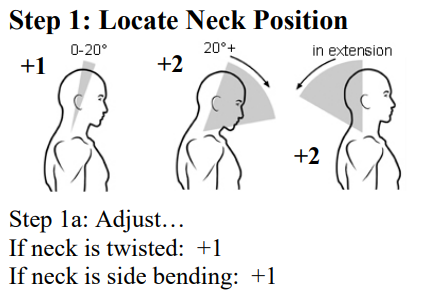 Step 1: Locate Neck Position
0-20° 20°+ in extension
+1 +2
+2
Step 1a: Adjust…
If neck is twisted: +1
If neck is side bending: +1